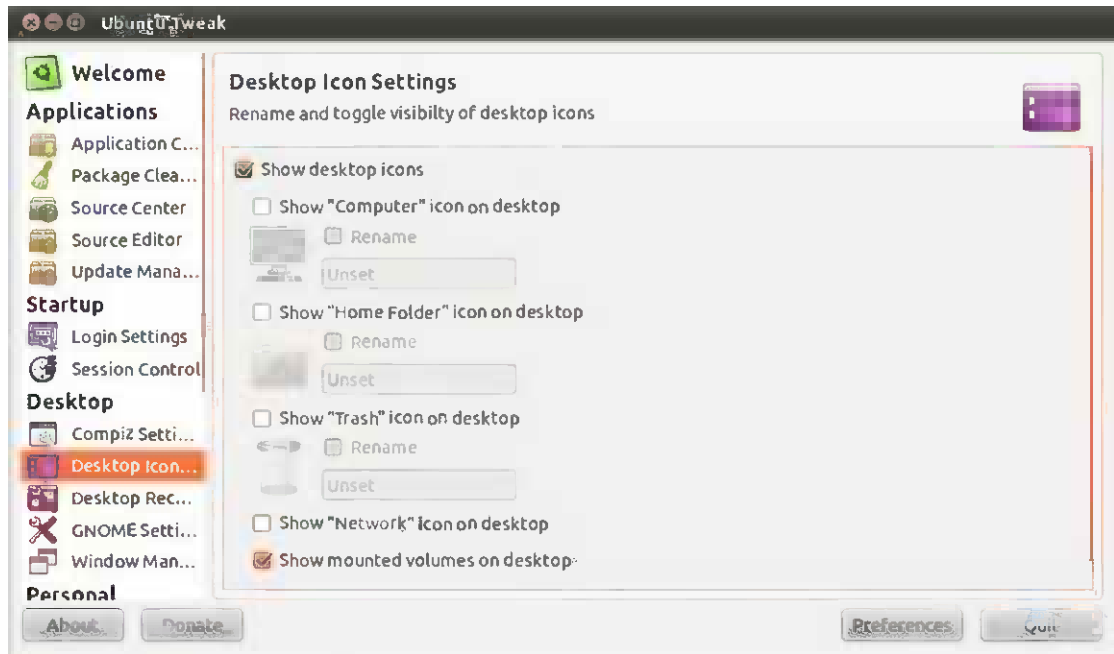 Ubuntu Tweak
Welcome
Applications
Application C...
Package Clea...
Source Center
Source Editor
Update Mana...
Startup
Login Settings
Session Control
Desktop
Compiz Setti...
Desktop Icon...
Desktop Rec...
GNOME Setti...
Window Man...
Personal
Desktop Icon Settings
Rename and toggle visibilty of desktop icons
Show desktop icons
Show "Computer" icon on desktop
Rename
Unset
Show "Home Folder" icon on desktop
Rename
Unset
Show "Trash" icon on desktop
Rename
Unset
Show "Network" icon on desktop
Show mounted volumes on desktop
About
Donate
Preferences
Quit